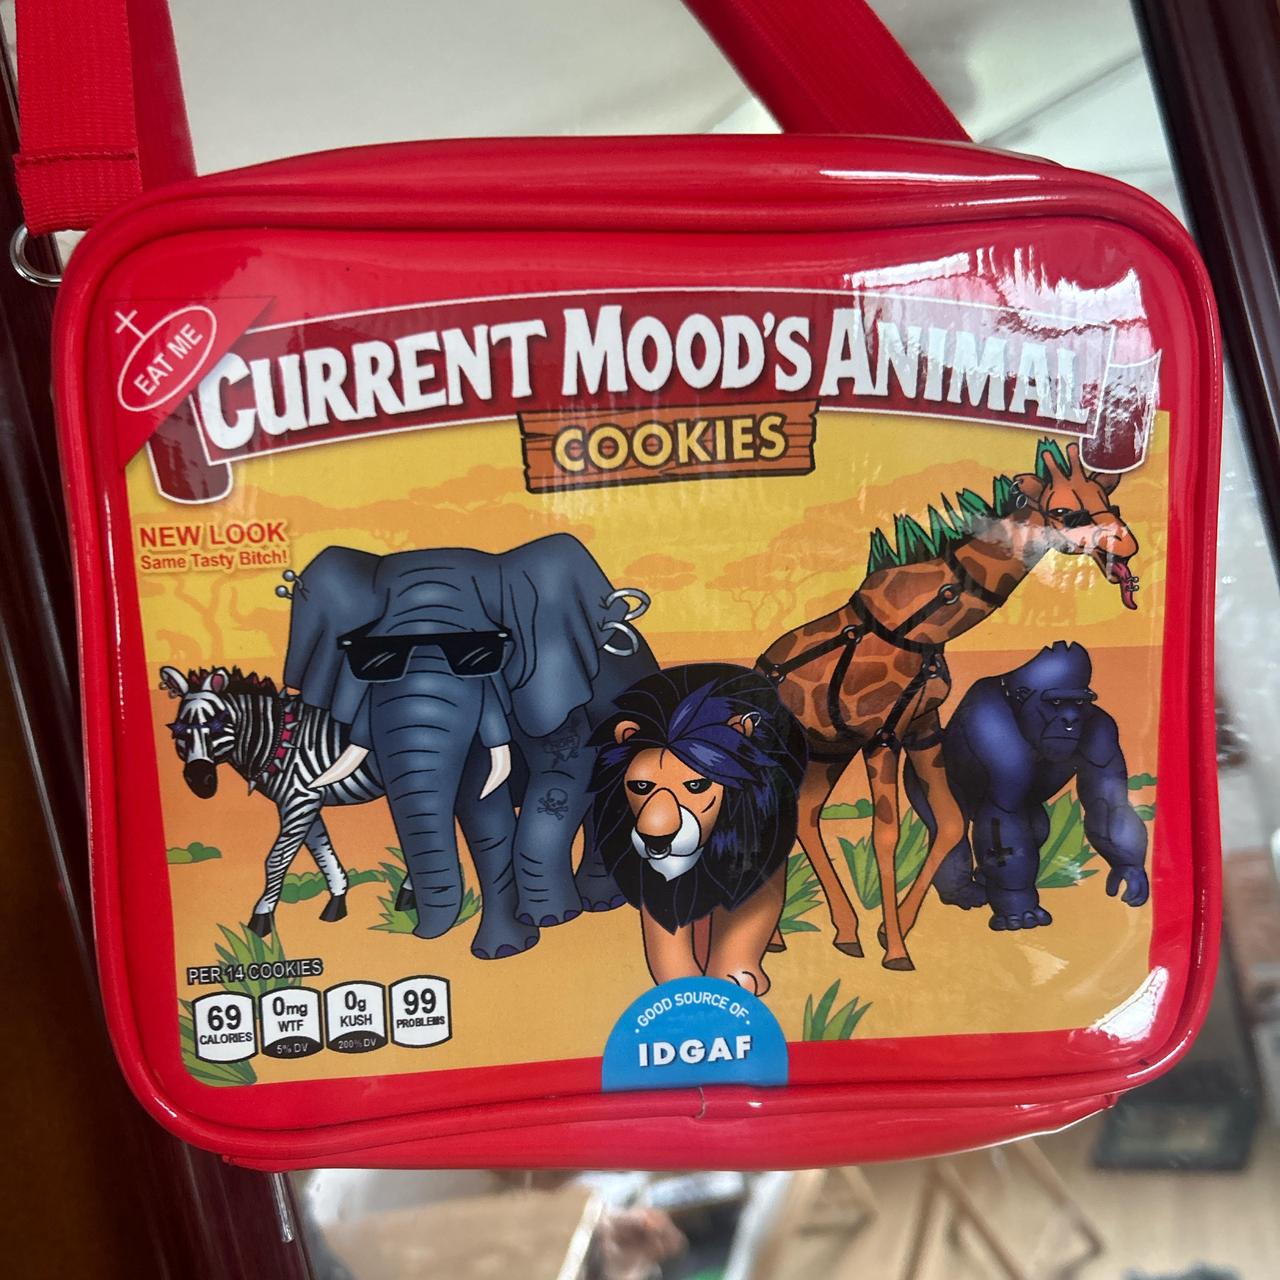 EAT ME
CURRENT MOOD'S ANIMAL
COOKIES
NEW LOOK
Same Tasty Bitch!
PER 14 COOKIES
69
CALORIES
0mg
WTF
5% DV
0g
KUSH
200% DV
99
PROBLEMS
· GOOD SOURCE OF ·
IDGAF